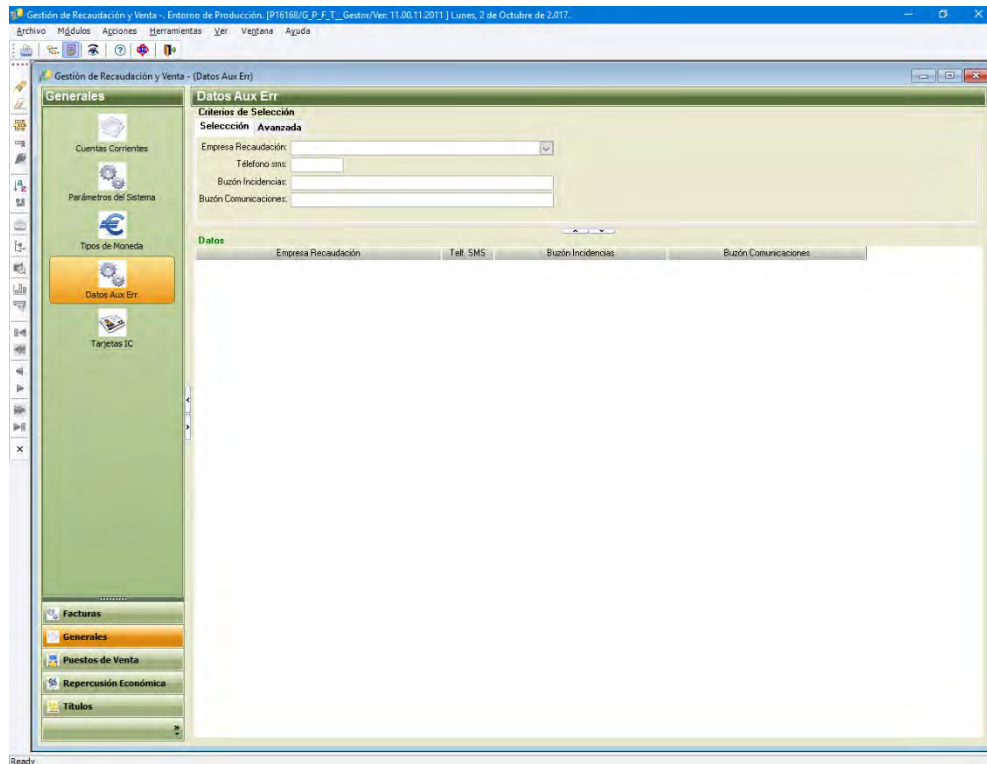 Gestión de Recaudación y Venta -. Entorno de Producción. [P16168/G_P_F_T__Gestor/Ver: 11.00.11.2011 ] Lunes, 2 de Octubre de 2.017.
Archivo Módulos Acciones Herramientas Ver Ventana Ayuda
Gestión de Recaudación y Venta - (Datos Aux Err)
Generales
Cuentas Corrientes
Parámetros del Sistema
Tipos de Moneda
Datos Aux Err
Tarjetas IC
Facturas
Generales
Puestos de Venta
Repercusión Económica
Títulos
Datos Aux Err
Criterios de Selección
Seleccción Avanzada
Empresa Recaudación:
Télefono sms:
Buzón Incidencias:
Buzón Comunicaciones:
Datos
Empresa Recaudación Telf. SMS Buzón Incidencias Buzón Comunicaciones
Ready